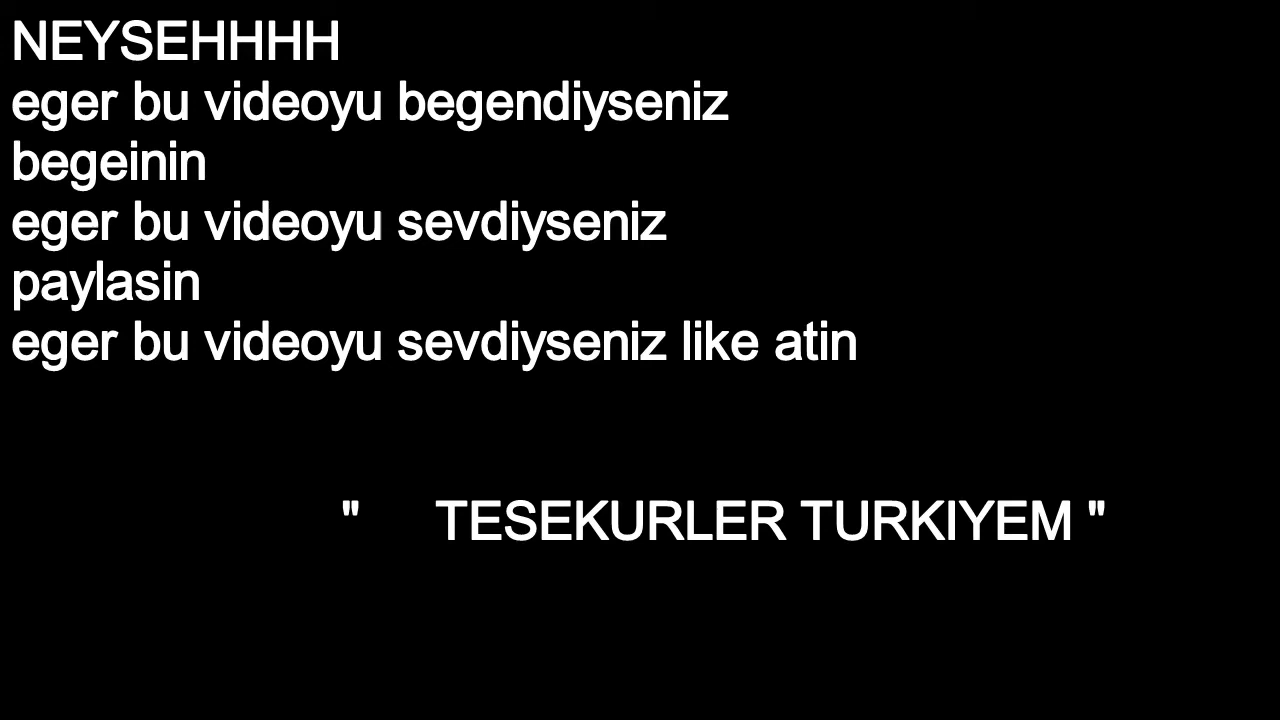 NEYSEHHHH
eger bu videoyu begendiyseniz
begeinin
eger bu videoyu sevdiyseniz
paylasin
eger bu videoyu sevdiyseniz like atin
" TESEKURLER TURKIYEM "